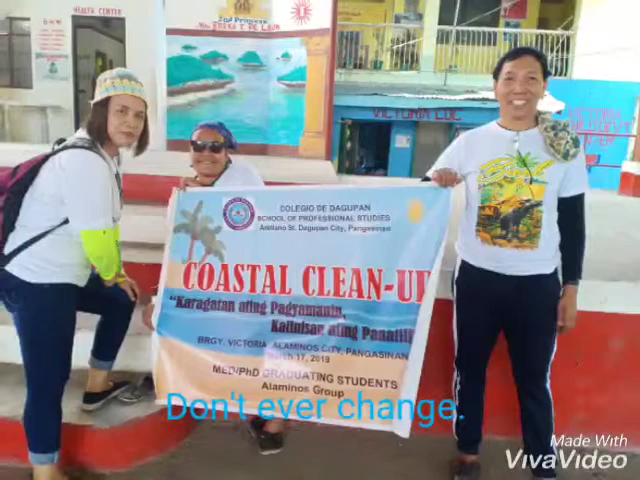 HEALTH CENTER
2nd Princess
VICTORIA CDC
COLEGIO DE DAGUPAN
SCHOOL OF PROFESSIONAL STUDIES
Arellano St. Dagupan City, Pangasinan
COASTAL CLEAN-UP
"Karagatan ating Pagyamanin,
Kalinisan ating Panatili
BRGY. VICTORIA, ALAMINOS CITY, PANGASINAN
March 17, 2019
MED/PhD GRADUATING STUDENTS
Alaminos Group
Don't ever change.
Made With
VivaVideo